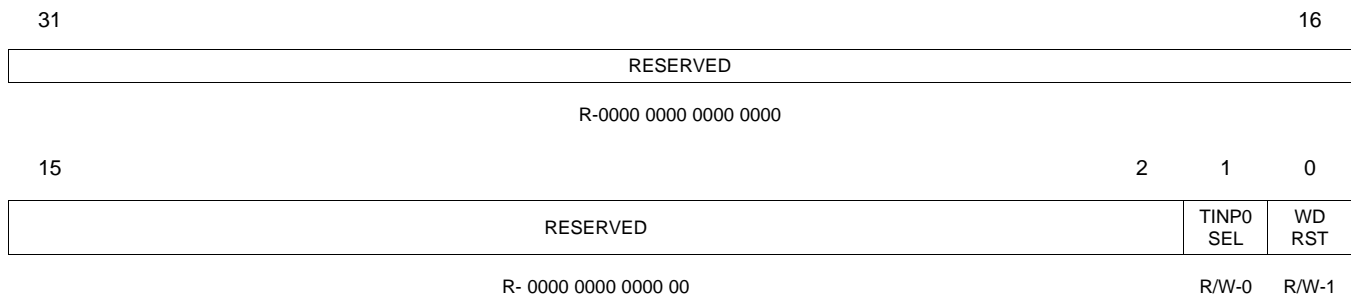 31 16
RESERVED
R-0000 0000 0000 0000
15 2 1 0
RESERVED TINP0 SEL WD RST
R- 0000 0000 0000 00 R/W-0 R/W-1